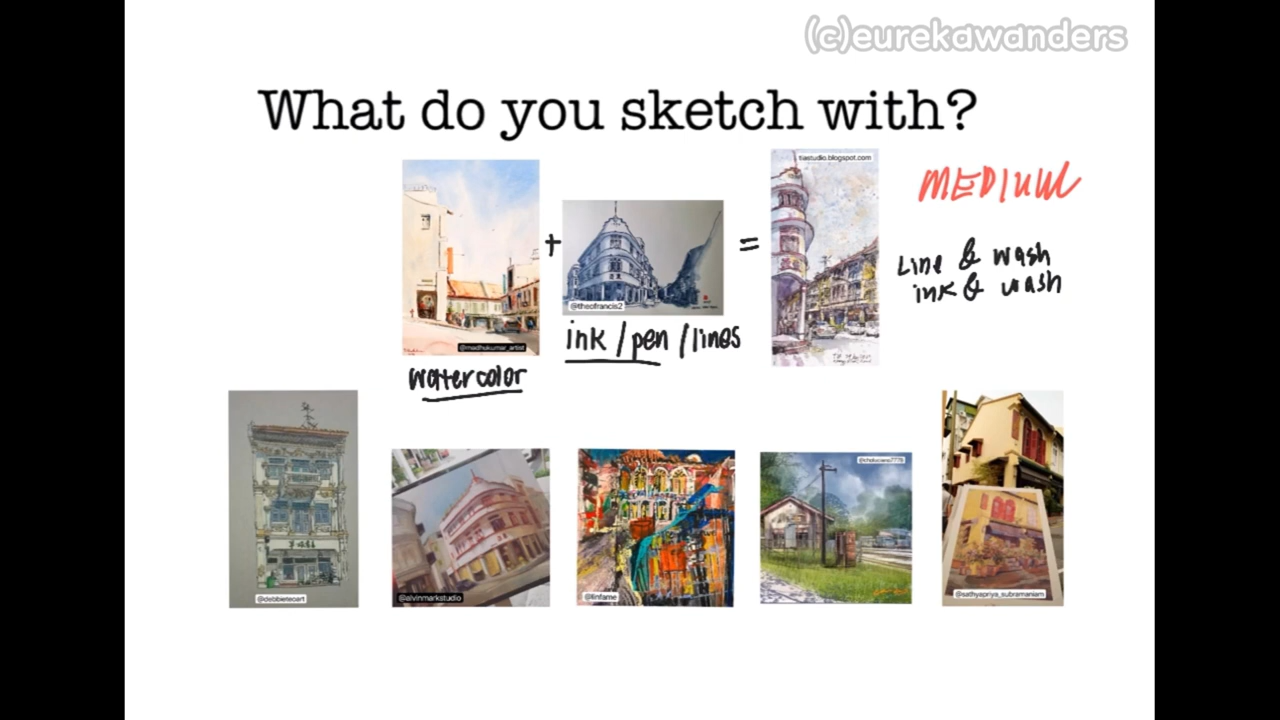 (c)eurekawanders
What do you sketch with?
tiastudio.blogspot.com
MEDIUM
+
=
Line & wash
ink & wash
@theofrancis2
@madhukumar_artist
ink / pen / lines
watercolor
@debbietecart
@alvinmarkstudio
@linfame
@sathyapriya_subramaniam